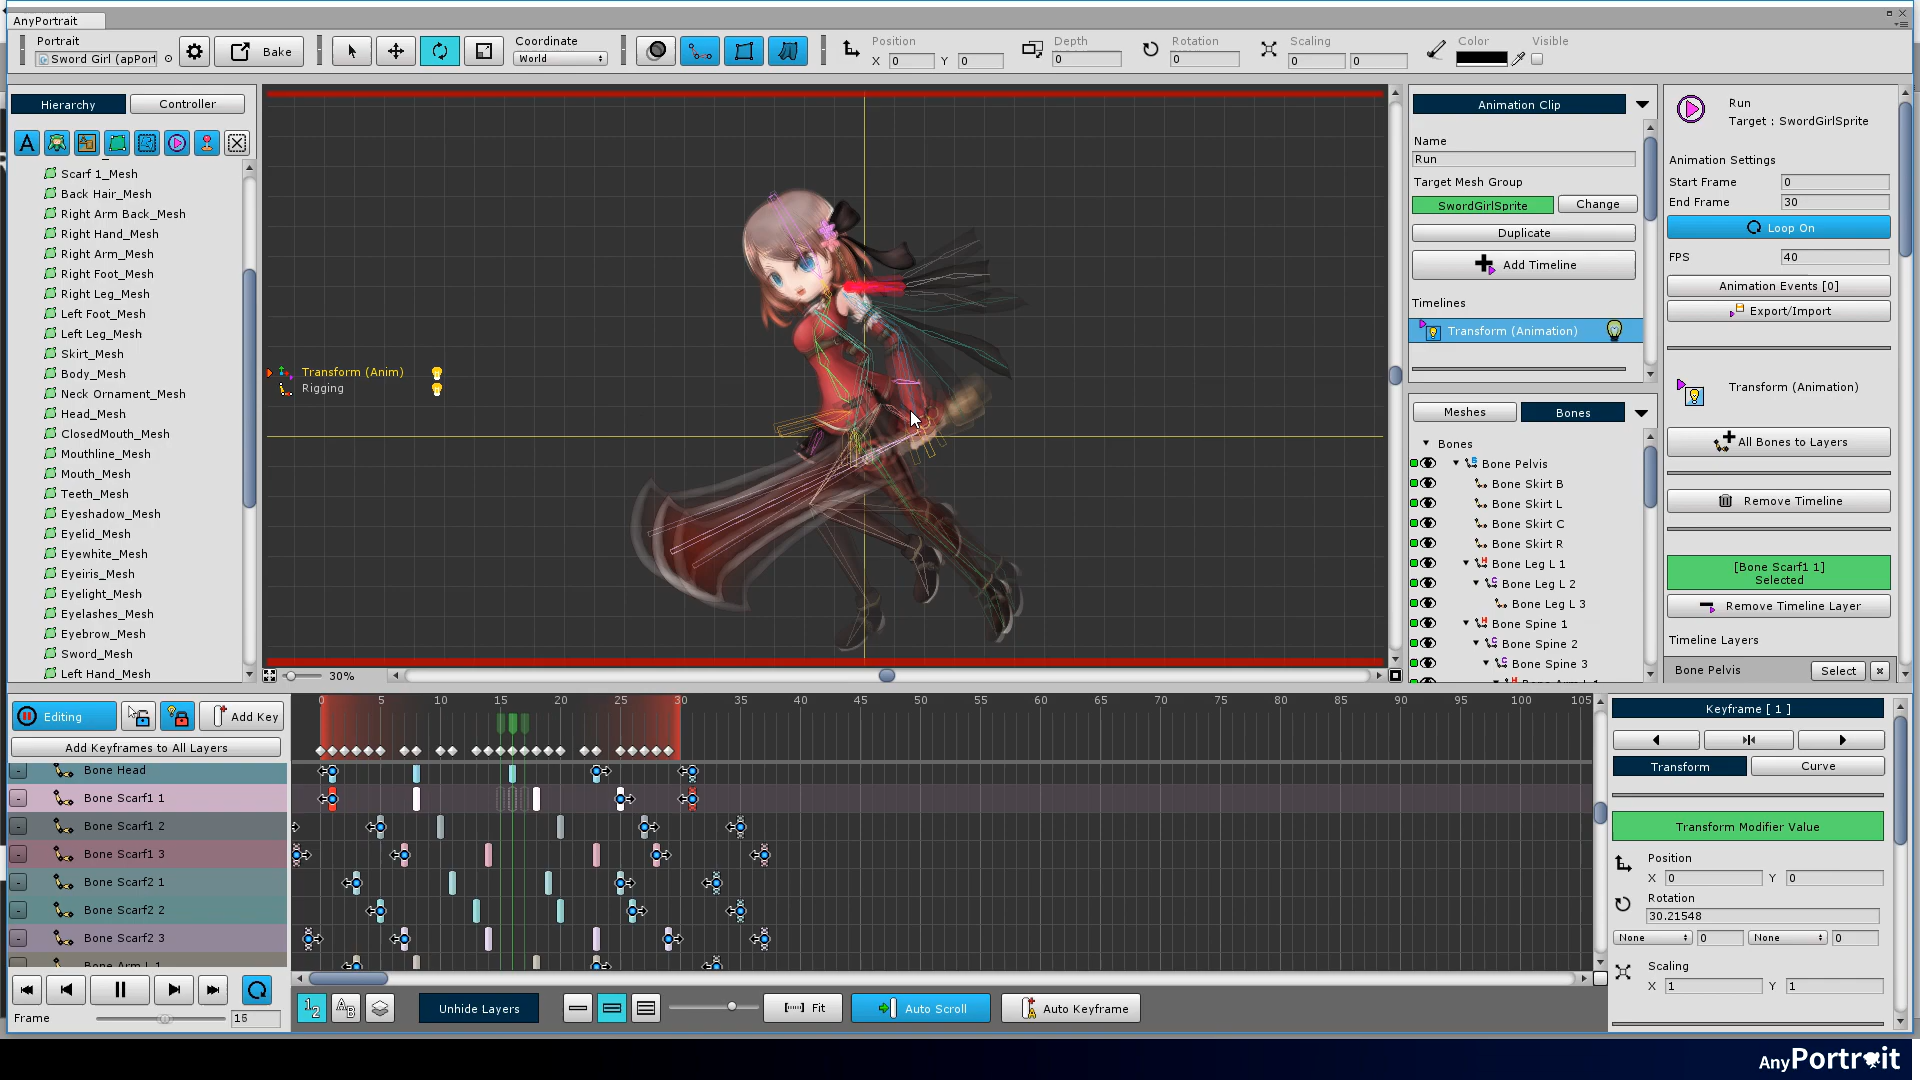 AnyPortrait
Portrait
Sword Girl (apPort
Bake
Coordinate
World
Position
X 0 Y 0
Depth
0
Rotation
0
Scaling
0 0
Color
Visible
Hierarchy
Controller
Scarf 1_Mesh
Back Hair_Mesh
Right Arm Back_Mesh
Right Hand_Mesh
Right Arm_Mesh
Right Foot_Mesh
Right Leg_Mesh
Left Foot_Mesh
Left Leg_Mesh
Skirt_Mesh
Body_Mesh
Neck Ornament_Mesh
Head_Mesh
ClosedMouth_Mesh
Mouthline_Mesh
Mouth_Mesh
Teeth_Mesh
Eyeshadow_Mesh
Eyelid_Mesh
Eyewhite_Mesh
Eyeiris_Mesh
Eyelight_Mesh
Eyelashes_Mesh
Eyebrow_Mesh
Sword_Mesh
Left Hand_Mesh
Transform (Anim)
Rigging
30%
Animation Clip
Name
Run
Target Mesh Group
SwordGirlSprite
Change
Duplicate
Add Timeline
Timelines
Transform (Animation)
Meshes
Bones
Bones
Bone Pelvis
Bone Skirt B
Bone Skirt L
Bone Skirt C
Bone Skirt R
Bone Leg L 1
Bone Leg L 2
Bone Leg L 3
Bone Spine 1
Bone Spine 2
Bone Spine 3
Run
Target : SwordGirlSprite
Animation Settings
Start Frame 0
End Frame 30
Loop On
FPS 40
Animation Events [0]
Export/Import
Transform (Animation)
All Bones to Layers
Remove Timeline
[Bone Scarf1 1]
Selected
Remove Timeline Layer
Timeline Layers
Bone Pelvis
Select
Editing
Add Key
Add Keyframes to All Layers
0 5 10 15 20 25 30 35 40 45 50 55 60 65 70 75 80 85 90 95 100 105
Bone Head
Bone Scarf1 1
Bone Scarf1 2
Bone Scarf1 3
Bone Scarf2 1
Bone Scarf2 2
Bone Scarf2 3
Bone Arm L 1
Frame
15
Unhide Layers
Fit
Auto Scroll
Auto Keyframe
Keyframe [ 1 ]
Transform
Curve
Transform Modifier Value
Position
X 0 Y 0
Rotation
30.21548
None 0 None 0
Scaling
X 1 Y 1
AnyPortrait